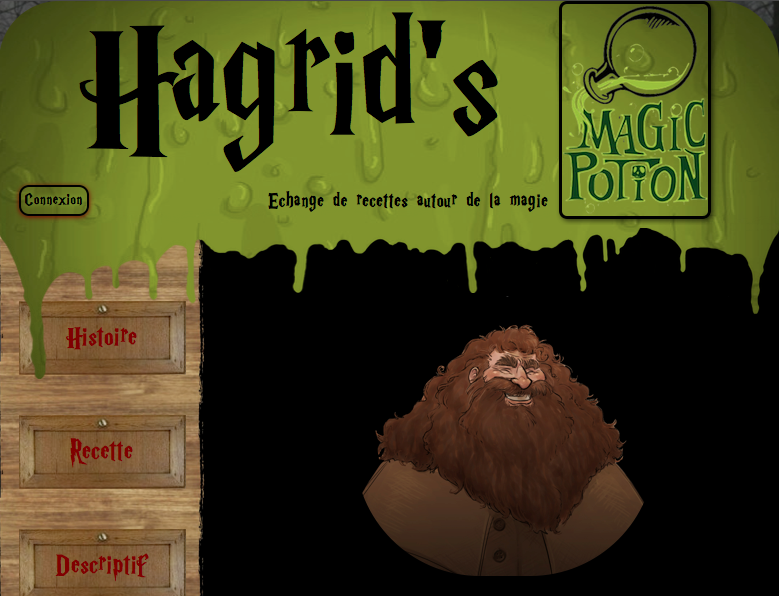 Hagrid's
MAGIC
POTION
Connexion
Echange de recettes autour de la magie
Histoire
Recette
Descriptif